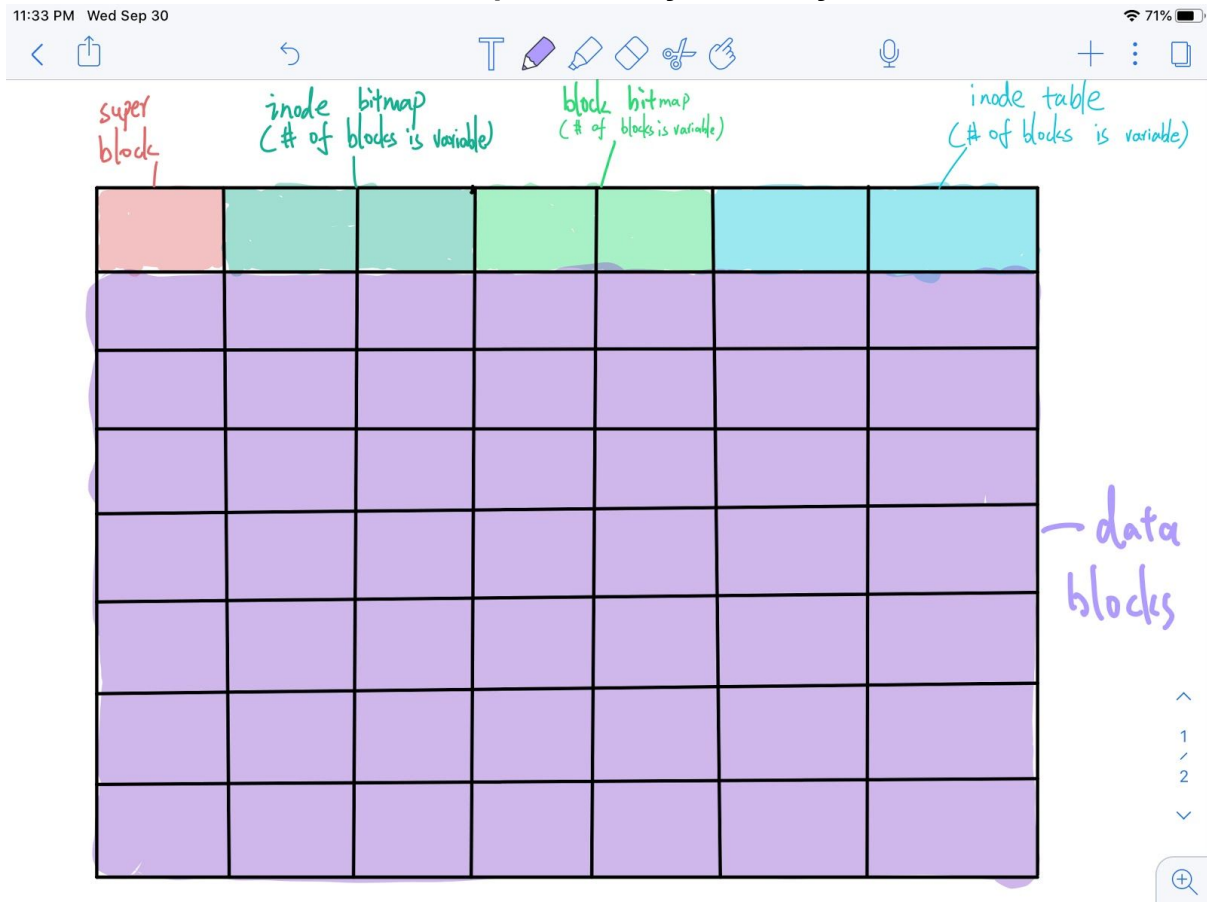 11:33 PM Wed Sep 30
71%
T
super
block
inode bitmap
(# of blocks is variable)
block bitmap
(# of blocks is variable)
inode table
(# of blocks is variable)
data
blocks
1
/
2